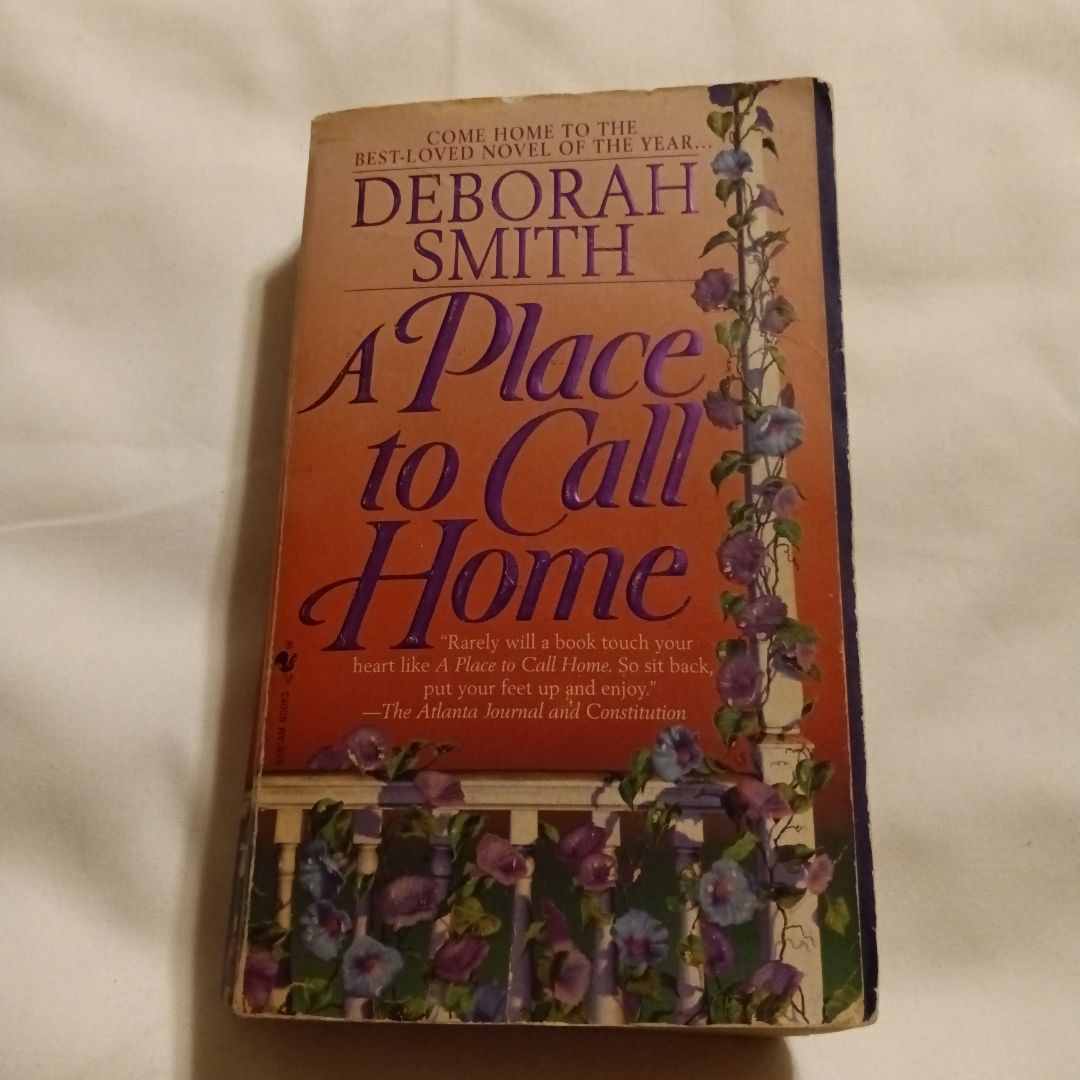 COME HOME TO THE
BEST-LOVED NOVEL OF THE YEAR...
DEBORAH
SMITH
A Place
to Call
Home
"Rarely will a book touch your
heart like A Place to Call Home. So sit back,
put your feet up and enjoy."
—The Atlanta Journal and Constitution
BANTAM BOOKS
®